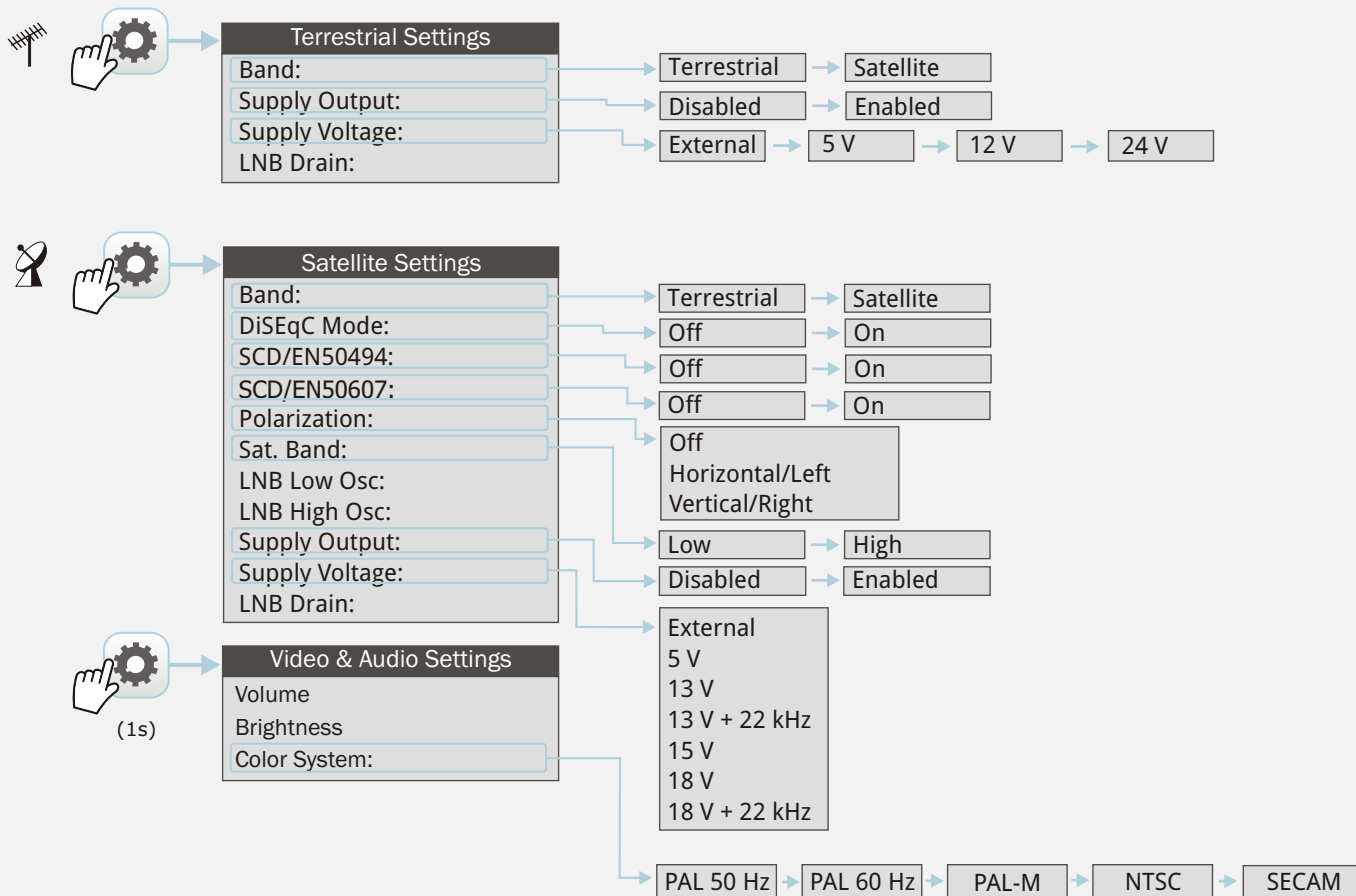 Terrestrial Settings
Band:
Terrestrial
Satellite
Supply Output:
Disabled
Enabled
Supply Voltage:
External
5 V
12 V
24 V
LNB Drain:
Satellite Settings
Band:
Terrestrial
Satellite
DiSEqC Mode:
Off
On
SCD/EN50494:
Off
On
SCD/EN50607:
Off
On
Polarization:
Off
Horizontal/Left
Vertical/Right
Sat. Band:
Low
High
LNB Low Osc:
LNB High Osc:
Supply Output:
Disabled
Enabled
Supply Voltage:
External
5 V
13 V
13 V + 22 kHz
15 V
18 V
18 V + 22 kHz
LNB Drain:
(1s)
Video & Audio Settings
Volume
Brightness
Color System:
PAL 50 Hz
PAL 60 Hz
PAL-M
NTSC
SECAM